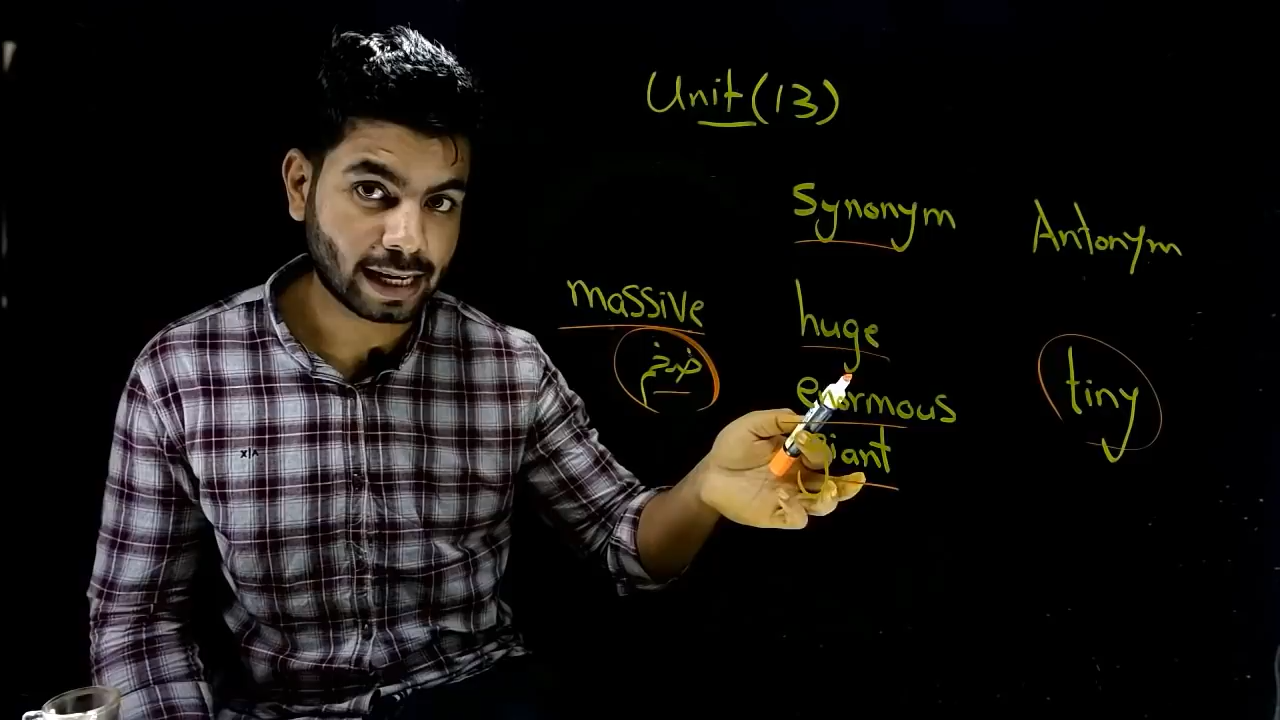 Unit (13)
Synonym Antonym
massive huge
ضخم
enormous tiny
giant